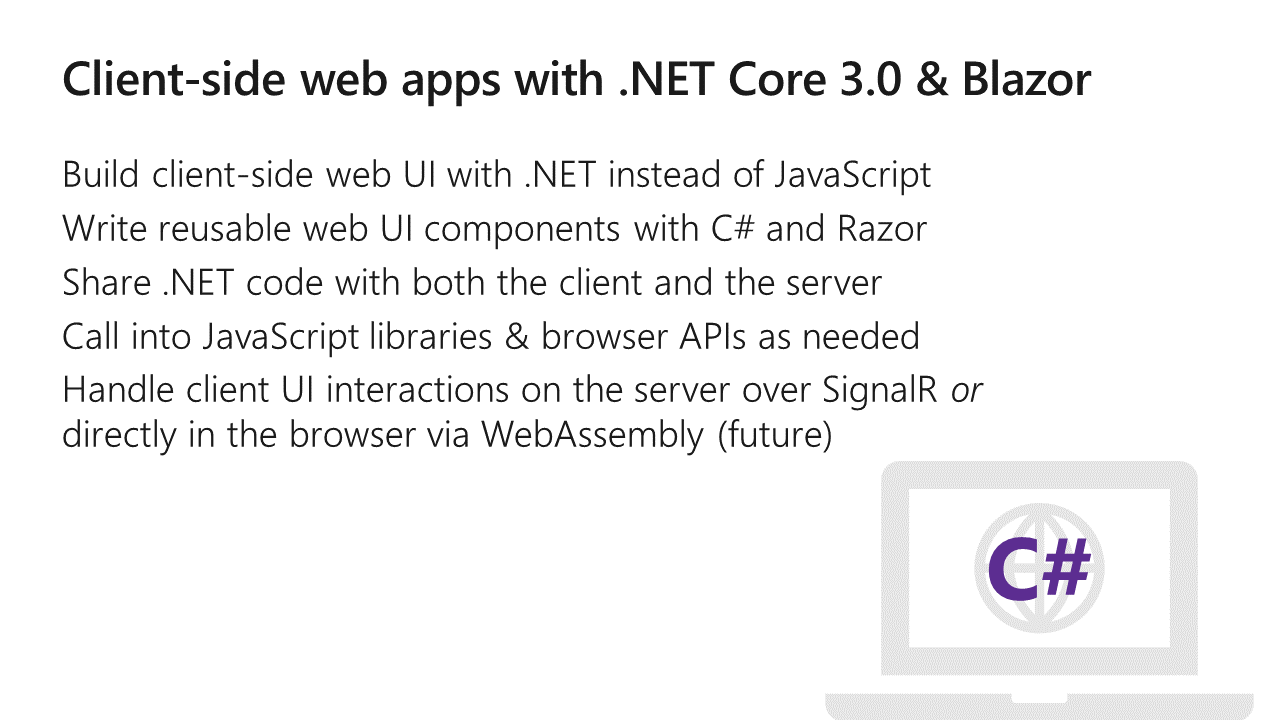 Client-side web apps with .NET Core 3.0 & Blazor
Build client-side web UI with .NET instead of JavaScript
Write reusable web UI components with C# and Razor
Share .NET code with both the client and the server
Call into JavaScript libraries & browser APIs as needed
Handle client UI interactions on the server over SignalR or
directly in the browser via WebAssembly (future)
C#